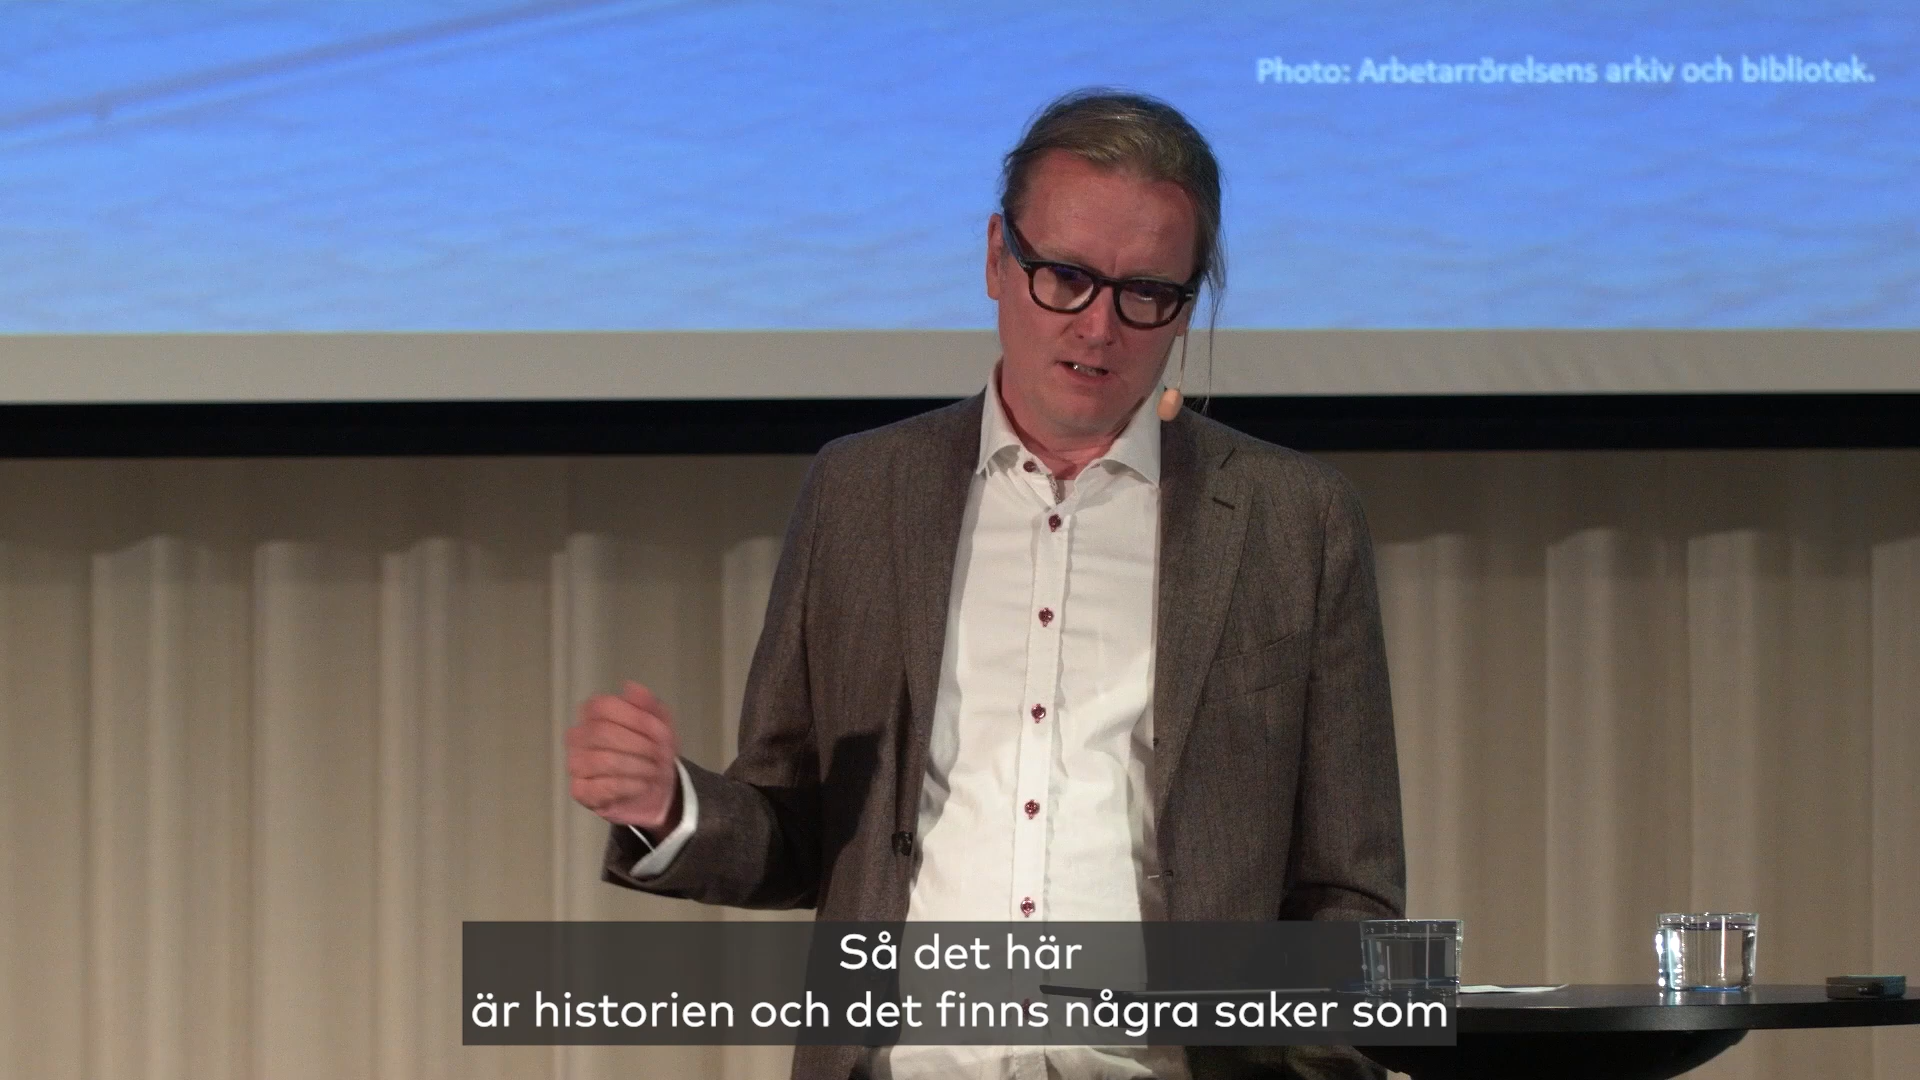 Photo: Arbetarrörelsens arkiv och bibliotek.
Så det här
är historien och det finns några saker som